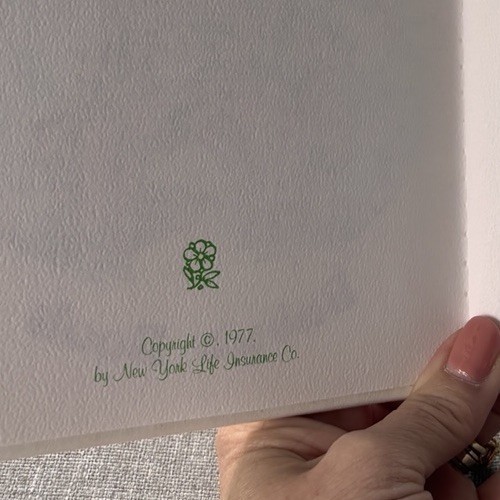 Copyright ©, 1977,
by New York Life Insurance Co.